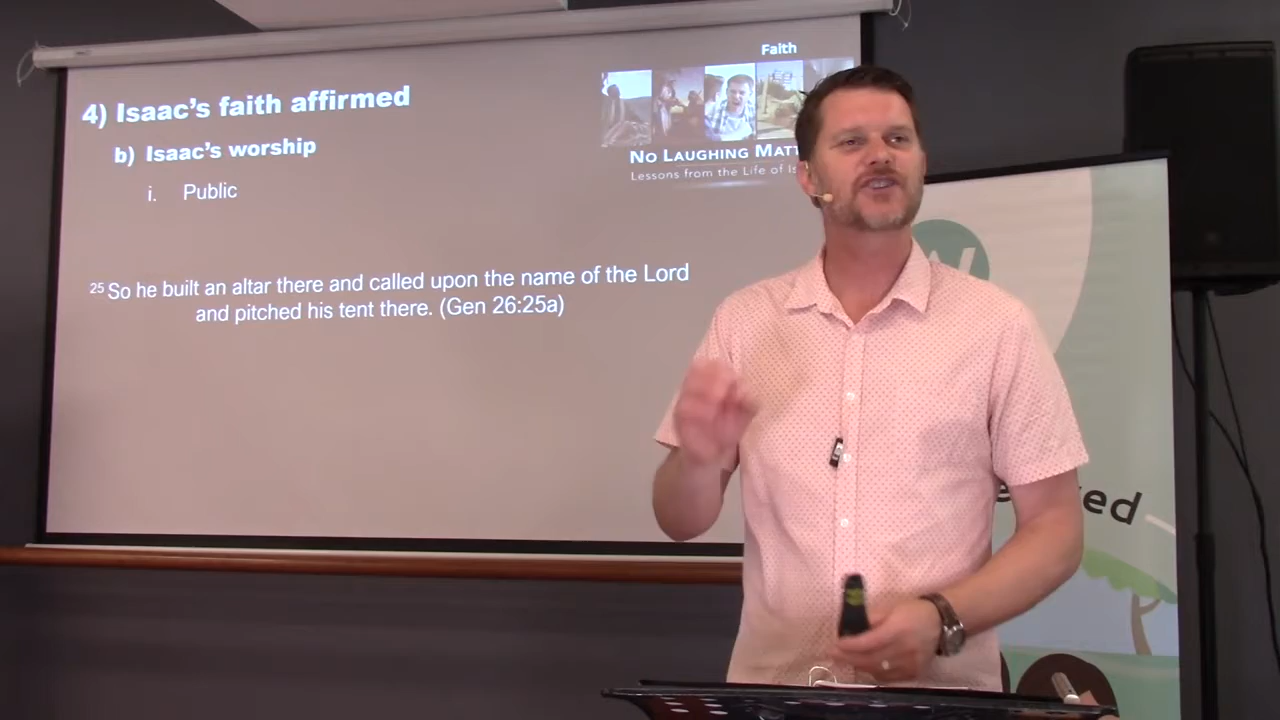 Faith
4) Isaac's faith affirmed
b) Isaac's worship
No Laughing Matt
Lessons from the Life of Is
i. Public
25 So he built an altar there and called upon the name of the Lord
and pitched his tent there. (Gen 26:25a)